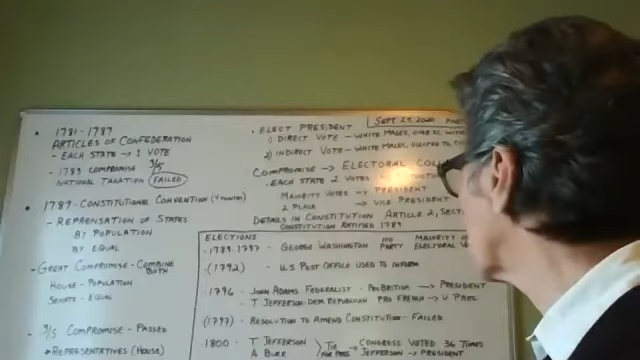 • 1781-1787
ARTICLES OF CONFEDERATION
- EACH STATE → 1 VOTE
- 1783 COMPROMISE 3/5
NATIONAL TAXATION FAILED
• 1787 - CONSTITUTIONAL CONVENTION (4 MONTHS)
- REPRENSATION OF STATES
BY POPULATION
BY EQUAL
- GREAT COMPROMISE - COMBINE BOTH
HOUSE - POPULATION
SENATE - EQUAL
- 3/5 COMPROMISE - PASSED
REPRESENTATIVES (HOUSE)
SEPT 29, 2020
• ELECT PRESIDENT
1) DIRECT VOTE - WHITE MALES, OVER 21, WITH
2) INDIRECT VOTE - WHITE MALES, ELECTED TO
COMPROMISE → ELECTORAL
- EACH STATE 2 VOTES
MAJORITY VOTES → PRESIDENT
2 PLACE → VICE PRESIDENT
DETAILS IN CONSTITUTION ARTICLE 2, SECT
CONSTITUTION RATIFIED 1789
ELECTIONS
- 1789-1797 - GEORGE WASHINGTON NO PARTY MAJORITY ELECTORAL
(1792) - U.S. POST OFFICE USED TO INFORM
- 1796 - JOHN ADAMS FEDERALIST - PRO BRITISH → PRESIDENT
- T JEFFERSON - DEM REPUBLICAN PRO FRENCH → V PRES
(1797) - RESOLUTION TO AMEND CONSTITUTION - FAILED
- 1800 - T JEFFERSON TIE FOR PRES → CONGRESS VOTED 36 TIMES
A BURR JEFFERSON → PRESIDENT